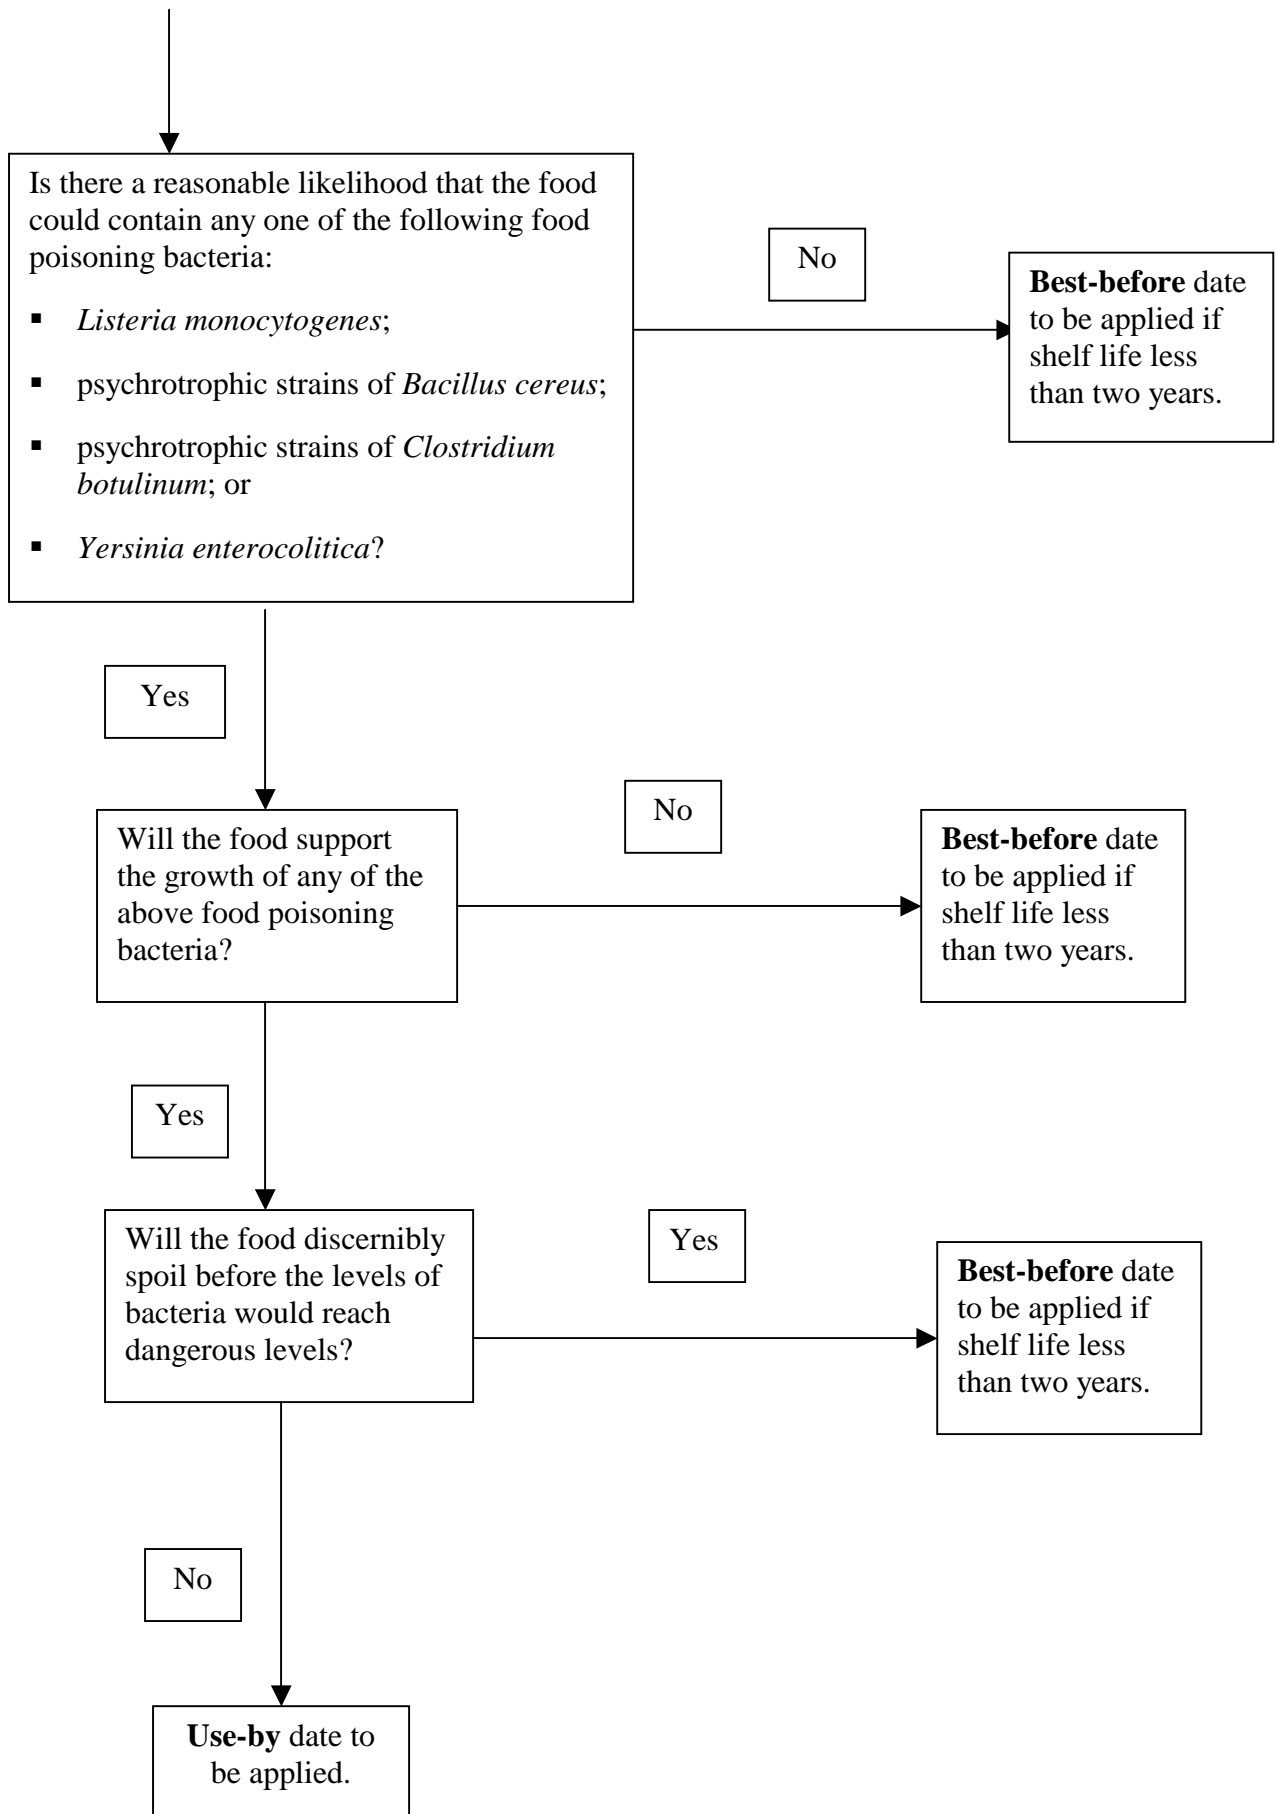 Is there a reasonable likelihood that the food
could contain any one of the following food
poisoning bacteria:
▪ Listeria monocytogenes;
▪ psychrotrophic strains of Bacillus cereus;
▪ psychrotrophic strains of Clostridium
botulinum; or
▪ Yersinia enterocolitica?
No
Best-before date
to be applied if
shelf life less
than two years.
Yes
Will the food support
the growth of any of the
above food poisoning
bacteria?
No
Best-before date
to be applied if
shelf life less
than two years.
Yes
Will the food discernibly
spoil before the levels of
bacteria would reach
dangerous levels?
Yes
Best-before date
to be applied if
shelf life less
than two years.
No
Use-by date to
be applied.